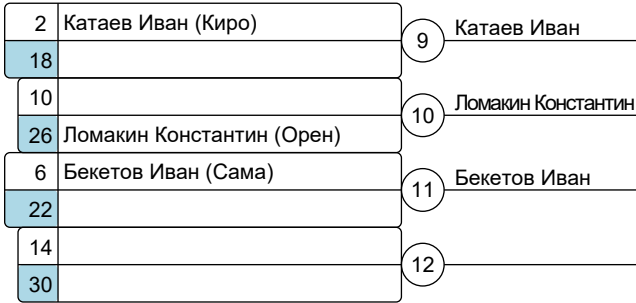 2 Катаев Иван (Киро)
9 Катаев Иван
18
10
10 Ломакин Константин
26 Ломакин Константин (Орен)
6 Бекетов Иван (Сама)
11 Бекетов Иван
22
14
12
30